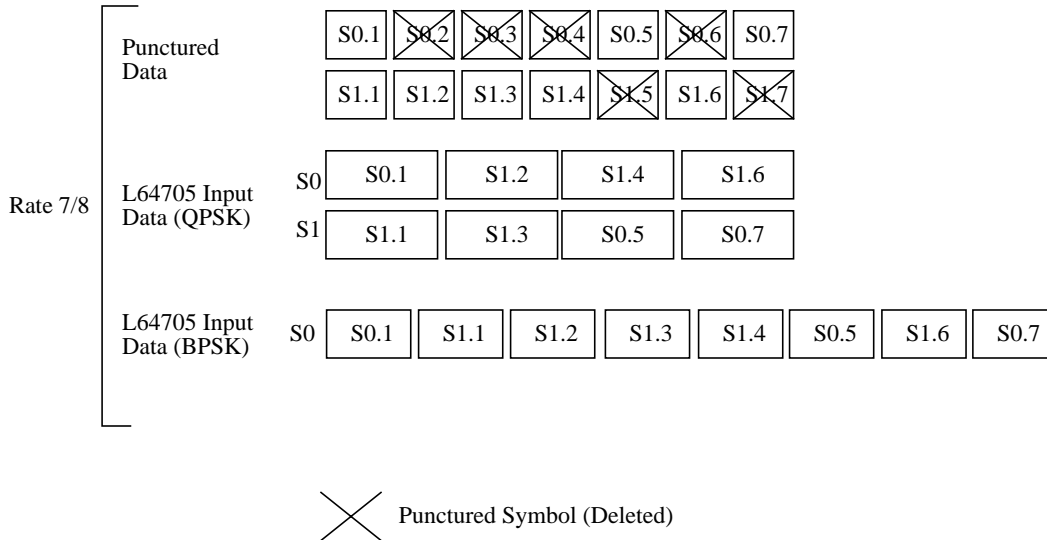 Punctured
Data
S0.1 S0.2 S0.3 S0.4 S0.5 S0.6 S0.7
S1.1 S1.2 S1.3 S1.4 S1.5 S1.6 S1.7
Rate 7/8
L64705 Input
Data (QPSK)
S0 S0.1 S1.2 S1.4 S1.6
S1 S1.1 S1.3 S0.5 S0.7
L64705 Input
Data (BPSK)
S0 S0.1 S1.1 S1.2 S1.3 S1.4 S0.5 S1.6 S0.7
Punctured Symbol (Deleted)